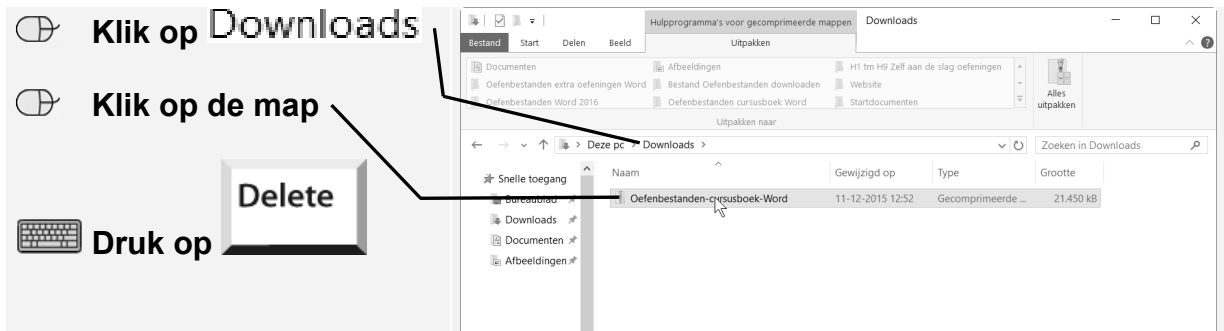 Klik op Downloads
Klik op de map
Delete
Druk op
Hulpprogramma's voor gecomprimeerde mappen Downloads
Bestand Start Delen Beeld Uitpakken
Documenten Afbeeldingen H1 tm H9 Zelf aan de slag oefeningen
Oefenbestanden extra oefeningen Word Bestand Oefenbestanden downloaden Website
Oefenbestanden Word 2016 Oefenbestanden cursusboek Word Startdocumenten
Alles
uitpakken
Uitpakken naar
Deze pc > Downloads > Zoeken in Downloads
Naam Gewijzigd op Type Grootte
Snelle toegang
Bureaublad
Downloads
Documenten
Afbeeldingen
Oefenbestanden-cursusboek-Word 11-12-2015 12:52 Gecomprimeerde ... 21.450 kB